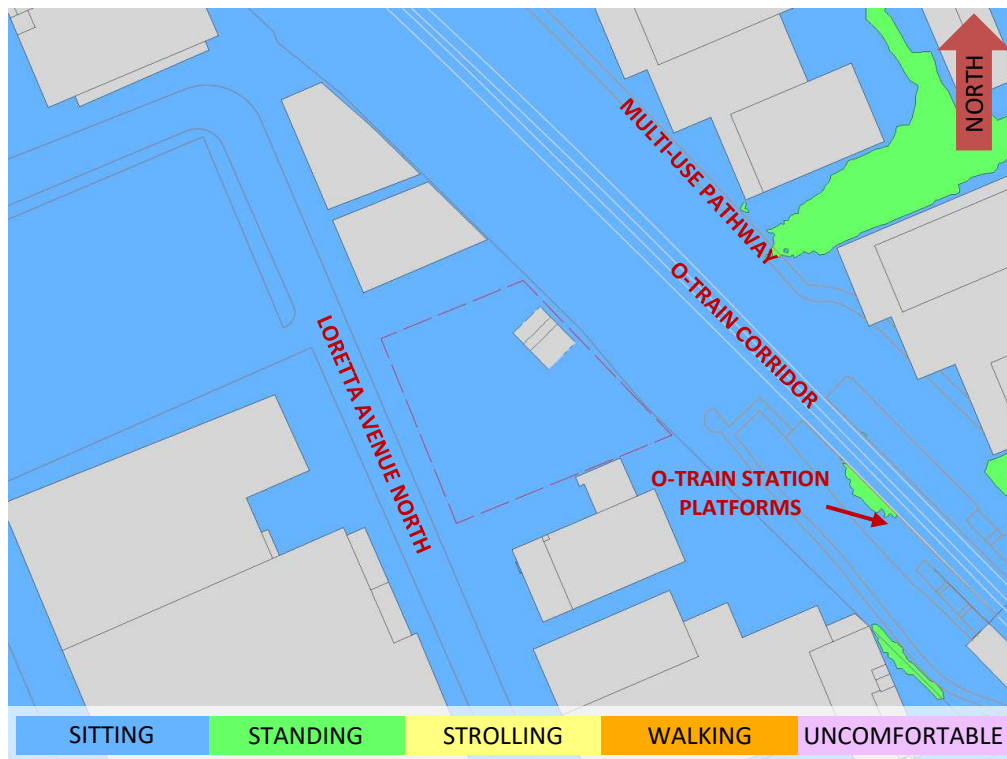 NORTH
MULTI-USE PATHWAY
O-TRAIN CORRIDOR
LORETTA AVENUE NORTH
O-TRAIN STATION
PLATFORMS
SITTING STANDING STROLLING WALKING UNCOMFORTABLE